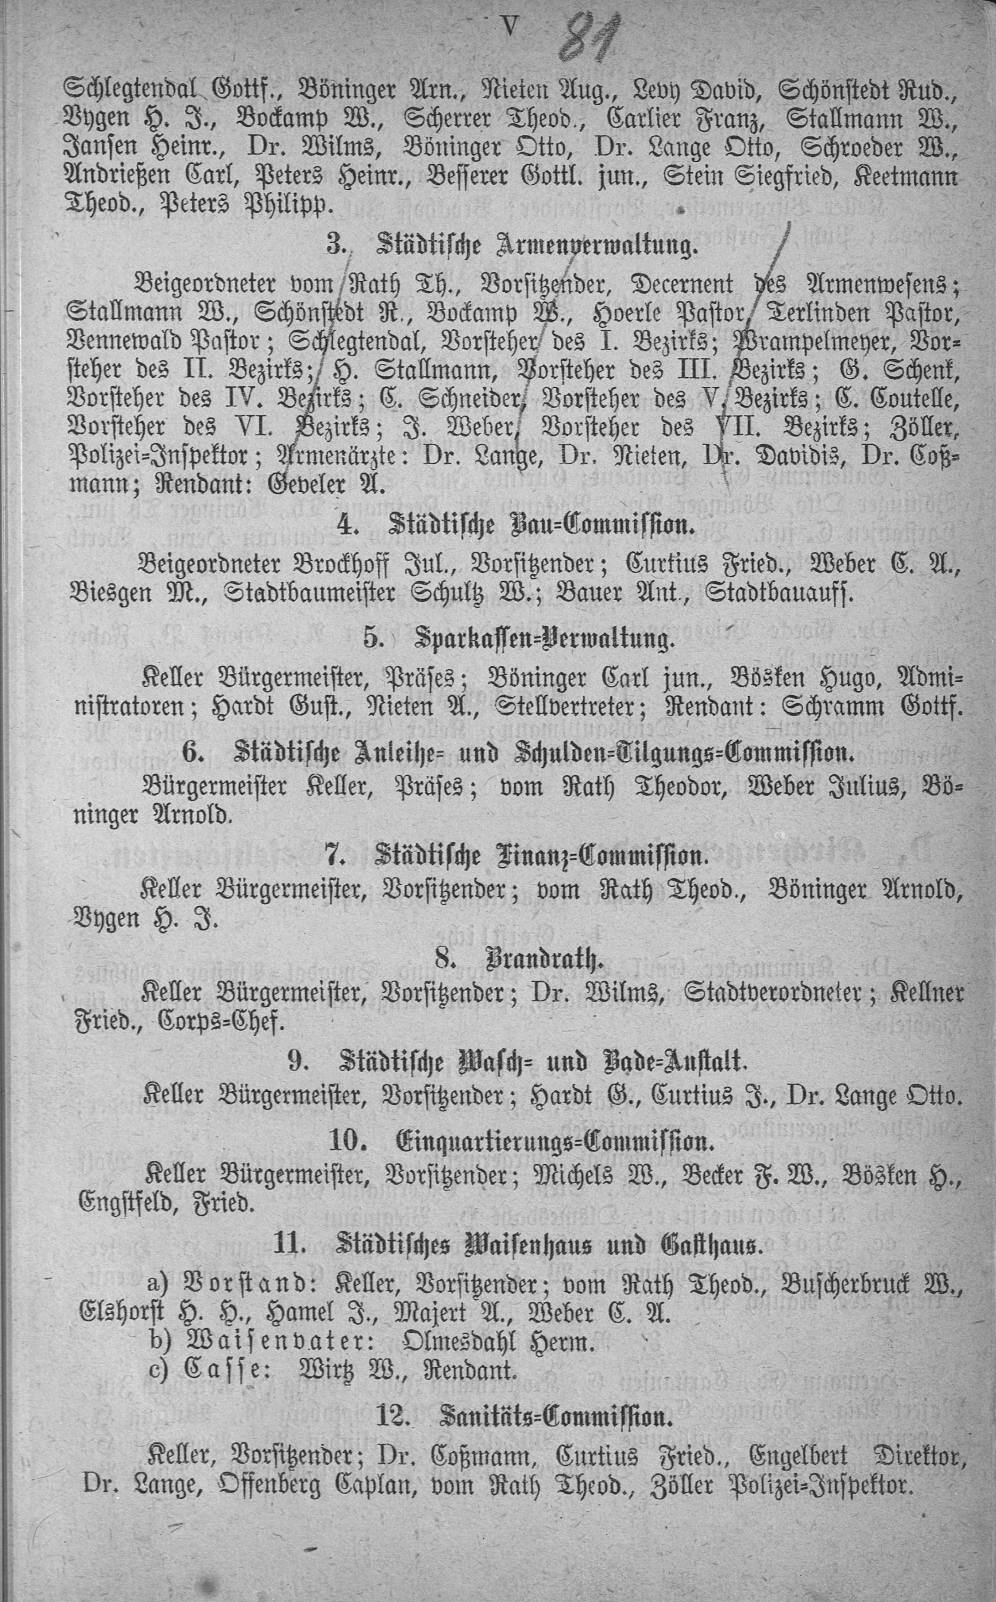 V 81
Schlegtendal Gottf., Böninger Arn., Nieten Aug., Levy David, Schönstedt Rud.,
Vygen H. J., Bockamp W., Scherrer Theod., Carlier Franz, Stallmann W.,
Jansen Heinr., Dr. Wilms, Böninger Otto, Dr. Lange Otto, Schroeder W.,
Andrießen Carl, Peters Heinr., Besserer Gottl. jun., Stein Siegfried, Keetmann
Theod., Peters Philipp.
3. Städtische Armenverwaltung.
Beigeordneter vom Rath Th., Vorsitzender, Decernent des Armenwesens;
Stallmann W., Schönstedt R., Bockamp W., Hoerle Pastor, Terlinden Pastor,
Vennewald Pastor; Schlegtendal, Vorsteher des I. Bezirks; Wrampelmeyer, Vor-
steher des II. Bezirks; H. Stallmann, Vorsteher des III. Bezirks; G. Schenk,
Vorsteher des IV. Bezirks; C. Schneider, Vorsteher des V. Bezirks; C. Coutelle,
Vorsteher des VI. Bezirks; J. Weber, Vorsteher des VII. Bezirks; Zöller,
Polizei-Inspektor; Armenärzte: Dr. Lange, Dr. Nieten, Dr. Davidis, Dr. Coß-
mann; Rendant: Geveler A.
4. Städtische Bau-Commission.
Beigeordneter Brockhoff Jul., Vorsitzender; Curtius Fried., Weber C. A.,
Biesgen M., Stadtbaumeister Schultz W.; Bauer Ant., Stadtbauauff.
5. Sparkassen-Verwaltung.
Keller Bürgermeister, Präses; Böninger Carl jun., Bösken Hugo, Admi-
nistratoren; Hardt Gust., Nieten A., Stellvertreter; Rendant: Schramm Gottf.
6. Städtische Anleihe- und Schulden-Tilgungs-Commission.
Bürgermeister Keller, Präses; vom Rath Theodor, Weber Julius, Bö-
ninger Arnold.
7. Städtische Finanz-Commission.
Keller Bürgermeister, Vorsitzender; vom Rath Theod., Böninger Arnold,
Vygen H. J.
8. Brandrath.
Keller Bürgermeister, Vorsitzender; Dr. Wilms, Stadtverordneter; Kellner
Fried., Corps-Chef.
9. Städtische Wasch- und Bade-Anstalt.
Keller Bürgermeister, Vorsitzender; Hardt G., Curtius J., Dr. Lange Otto.
10. Einquartierungs-Commission.
Keller Bürgermeister, Vorsitzender; Michels W., Becker F. W., Bösken H.,
Engstfeld, Fried.
11. Städtisches Waisenhaus und Gasthaus.
a) Vorstand: Keller, Vorsitzender; vom Rath Theod., Buscherbruck W.,
Elshorst H. H., Hamel J., Majert A., Weber C. A.
b) Waisenvater: Olmesdahl Herm.
c) Casse: Wirtz W., Rendant.
12. Sanitäts-Commission.
Keller, Vorsitzender; Dr. Coßmann, Curtius Fried., Engelbert Direktor,
Dr. Lange, Offenberg Caplan, vom Rath Theod., Zöller Polizei-Inspektor.